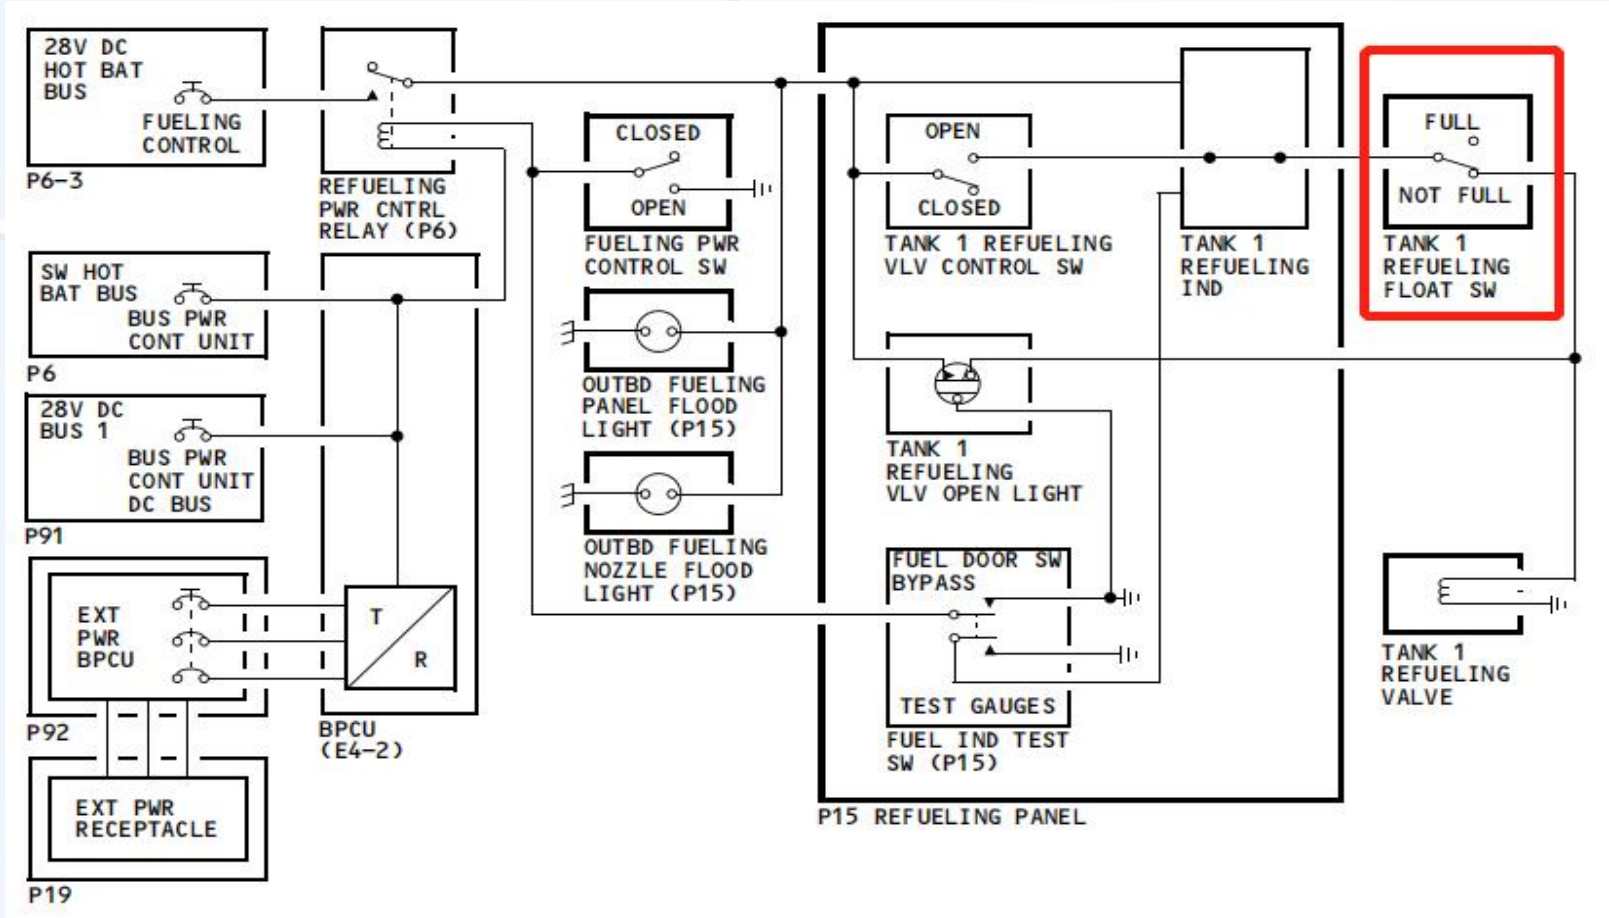 28V DC
HOT BAT
BUS
FUELING
CONTROL
P6-3
REFUELING
PWR CNTRL
RELAY (P6)
SW HOT
BAT BUS
BUS PWR
CONT UNIT
P6
28V DC
BUS 1
BUS PWR
CONT UNIT
DC BUS
P91
EXT
PWR
BPCU
P92
EXT PWR
RECEPTACLE
P19
T
R
BPCU
(E4-2)
CLOSED
OPEN
FUELING PWR
CONTROL SW
OUTBD FUELING
PANEL FLOOD
LIGHT (P15)
OUTBD FUELING
NOZZLE FLOOD
LIGHT (P15)
OPEN
CLOSED
TANK 1 REFUELING
VLV CONTROL SW
TANK 1
REFUELING
IND
TANK 1
REFUELING
VLV OPEN LIGHT
FUEL DOOR SW
BYPASS
TEST GAUGES
FUEL IND TEST
SW (P15)
P15 REFUELING PANEL
FULL
NOT FULL
TANK 1
REFUELING
FLOAT SW
TANK 1
REFUELING
VALVE